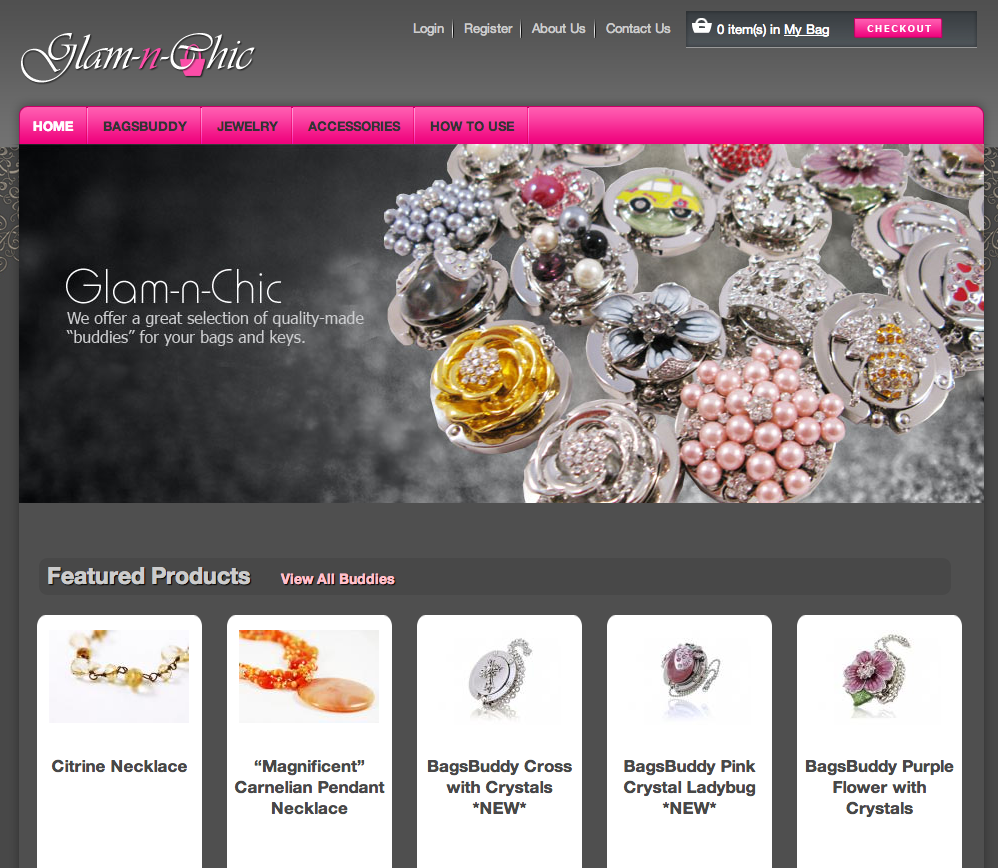 Glam-n-Chic
Login Register About Us Contact Us
0 item(s) in My Bag
CHECKOUT
HOME BAGSBUDDY JEWELRY ACCESSORIES HOW TO USE
Glam-n-Chic
We offer a great selection of quality-made
“buddies” for your bags and keys.
Featured Products View All Buddies
Citrine Necklace
“Magnificent”
Carnelian Pendant
Necklace
BagsBuddy Cross
with Crystals
*NEW*
BagsBuddy Pink
Crystal Ladybug
*NEW*
BagsBuddy Purple
Flower with
Crystals